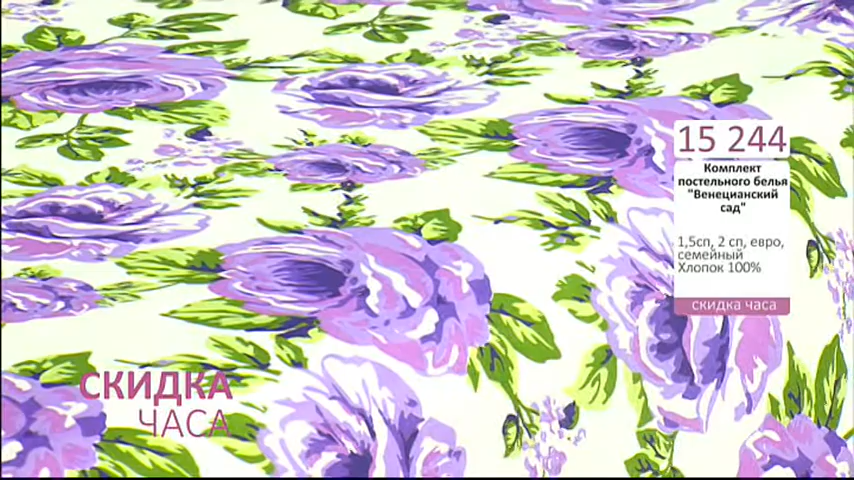 15 244
Комплект
постельного белья
"Венецианский
сад"
1,5сп, 2 сп, евро,
семейный
Хлопок 100%
скидка часа
СКИДКА
ЧАСА